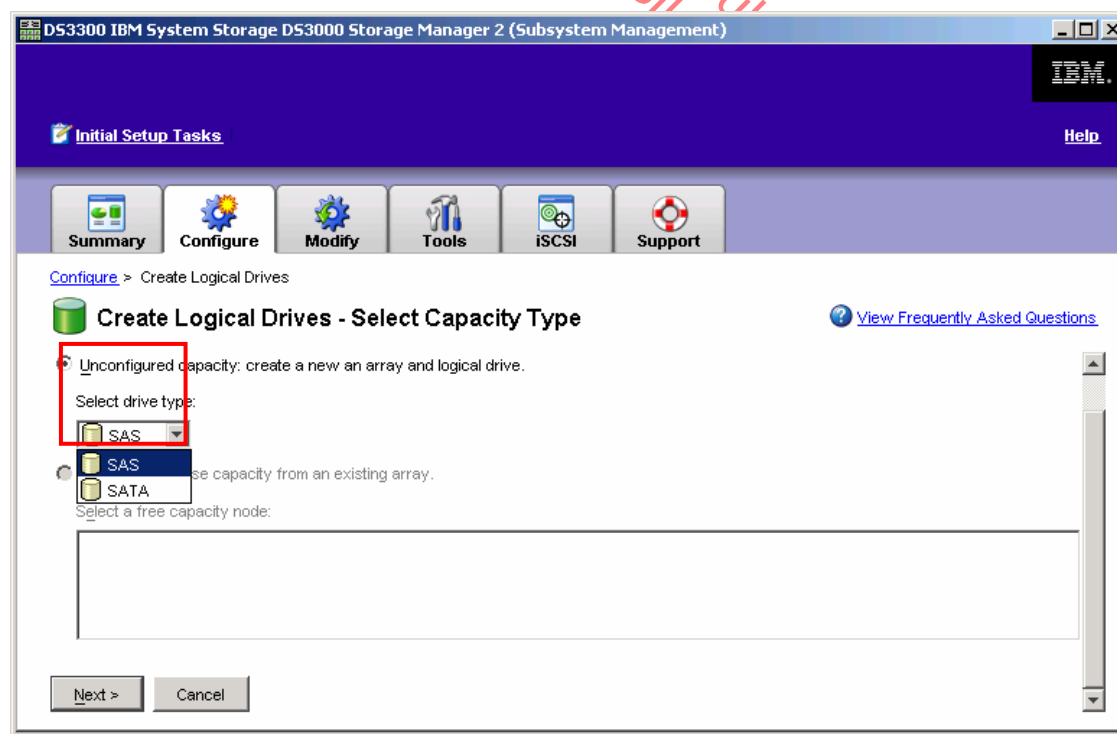 DS3300 IBM System Storage DS3000 Storage Manager 2 (Subsystem Management)
IBM.
Initial Setup Tasks
Help
Summary
Configure
Modify
Tools
iSCSI
Support
Configure > Create Logical Drives
Create Logical Drives - Select Capacity Type
View Frequently Asked Questions
Unconfigured capacity: create a new an array and logical drive.
Select drive type:
SAS
SAS
SATA
capacity from an existing array.
Select a free capacity node:
Next >
Cancel